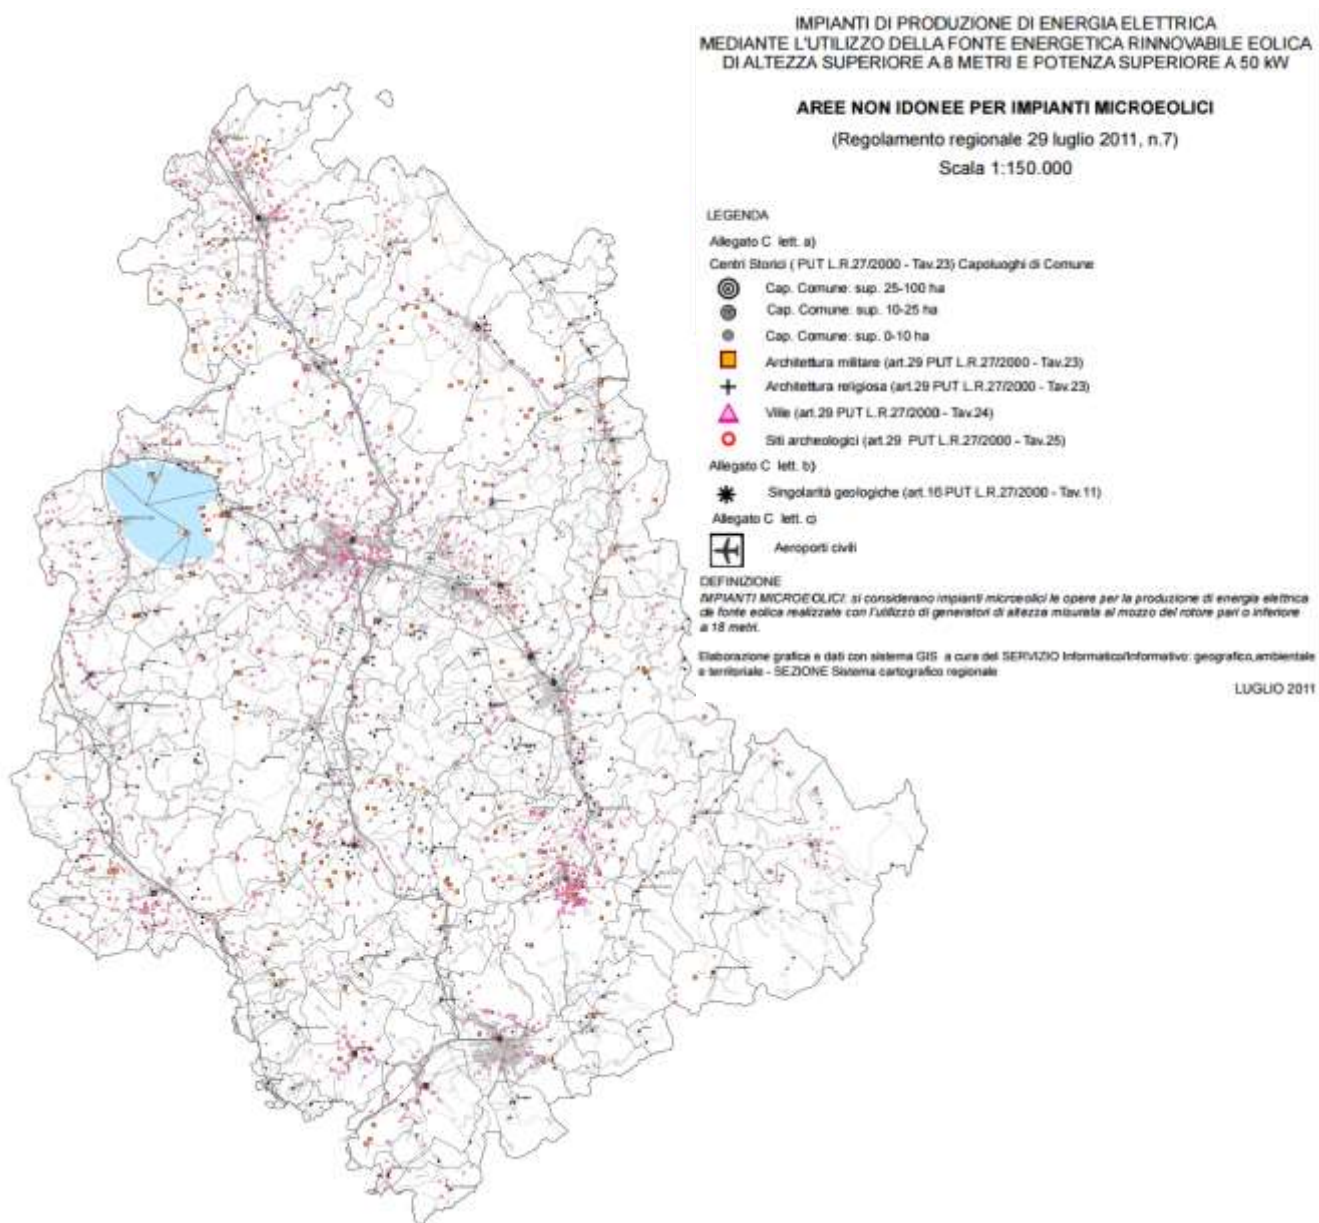 IMPIANTI DI PRODUZIONE DI ENERGIA ELETTRICA
MEDIANTE L'UTILIZZO DELLA FONTE ENERGETICA RINNOVABILE EOLICA
DI ALTEZZA SUPERIORE A 8 METRI E POTENZA SUPERIORE A 50 kW
AREE NON IDONEE PER IMPIANTI MICROEOLICI
(Regolamento regionale 29 luglio 2011, n.7)
Scala 1:150.000
LEGENDA
Allegato C lett. a)
Centri Storici ( PUT L.R.27/2000 - Tav.23) Capoluoghi di Comune
Cap. Comune: sup. 25-100 ha
Cap. Comune: sup. 10-25 ha
Cap. Comune: sup. 0-10 ha
Architettura militare (art.29 PUT L.R.27/2000 - Tav.23)
Architettura religiosa (art.29 PUT L.R.27/2000 - Tav.23)
Ville (art.29 PUT L.R.27/2000 - Tav.24)
Siti archeologici (art.29 PUT L.R.27/2000 - Tav.25)
Allegato C lett. b)
Singolarità geologiche (art.16 PUT L.R.27/2000 - Tav.11)
Allegato C lett. c)
Aeroporti civili
DEFINIZIONE
IMPIANTI MICROEOLICI: si considerano impianti microeolici le opere per la produzione di energia elettrica
da fonte eolica realizzate con l'utilizzo di generatori di altezza misurata al mozzo del rotore pari o inferiore
a 18 metri.
Elaborazione grafica e dati con sistema GIS a cura del SERVIZIO Informatico/Informativo: geografico,ambientale
e territoriale - SEZIONE Sistema cartografico regionale
LUGLIO 2011